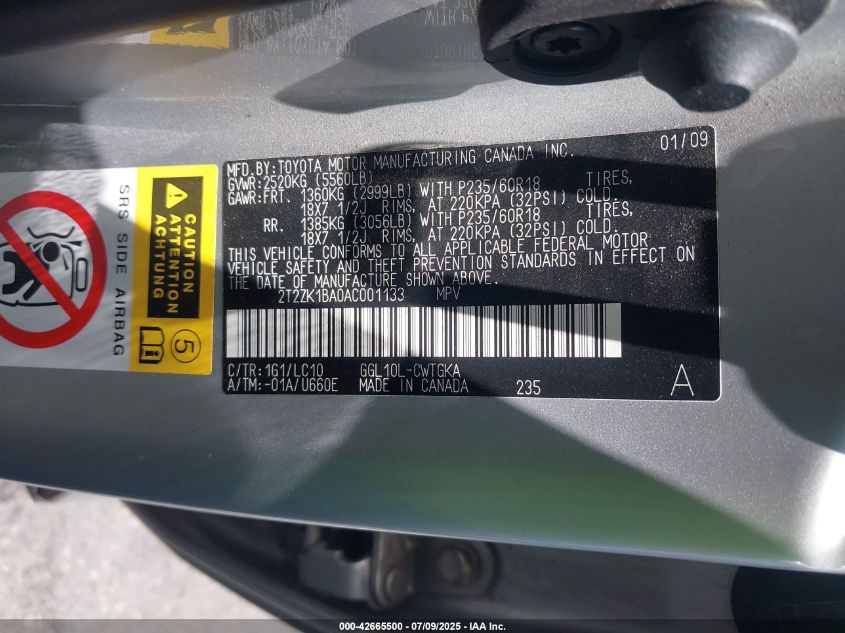 MFD.BY:TOYOTA MOTOR MANUFACTURING CANADA INC. 01/09
GVWR:2520KG (5560LB)
GAWR:FRT. 1360KG (2999LB) WITH P235/60R18 TIRES,
18X7 1/2J RIMS, AT 220KPA (32PSI) COLD.
RR. 1385KG (3056LB) WITH P235/60R18 TIRES,
18X7 1/2J RIMS, AT 220KPA (32PSI) COLD.
THIS VEHICLE CONFORMS TO ALL APPLICABLE FEDERAL MOTOR
VEHICLE SAFETY AND THEFT PREVENTION STANDARDS IN EFFECT ON
THE DATE OF MANUFACTURE SHOWN ABOVE.
2T2ZK1BA0AC001133 MPV
C/TR:1G1/LC10 GGL10L-CWTGKA
A/TM:-01A/U660E MADE IN CANADA 235 A
SRS SIDE AIRBAG
ATTENTION
ACHTUNG
5
000-42665500 - 07/09/2025 - IAA Inc.